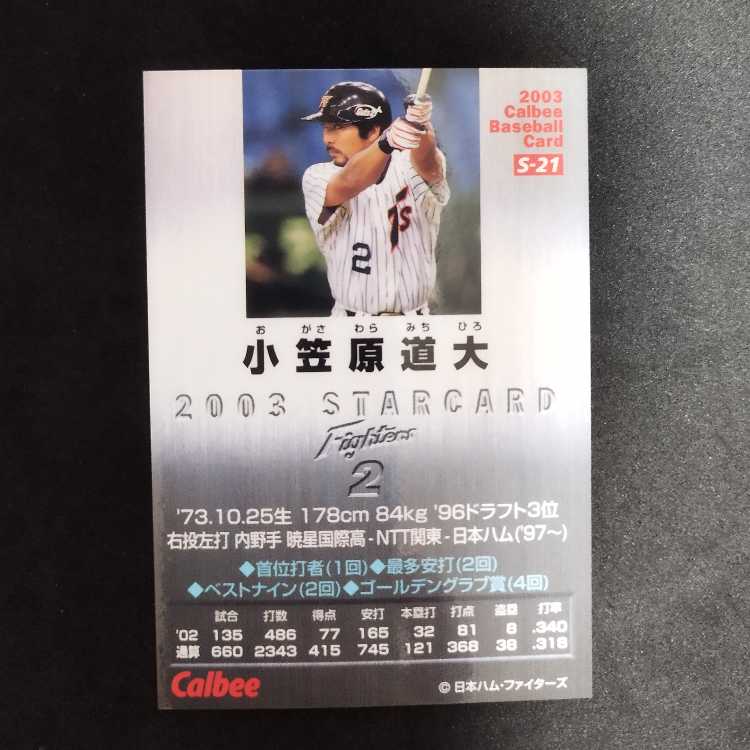 2003
Calbee
Baseball
Card
S-21
2
お がさ わら みち ひろ
小笠原道大
2003 STARCARD
Fighters
2
'73.10.25生 178cm 84kg '96ドラフト3位
右投左打 内野手 暁星国際高-NTT関東-日本ハム('97〜)
◆首位打者(1回)◆最多安打(2回)
◆ベストナイン(2回)◆ゴールデングラブ賞(4回)
試合 打数 得点 安打 本塁打 打点 盗塁 打率
'02 135 486 77 165 32 81 8 .340
通算 660 2343 415 745 121 368 38 .318
Calbee
© 日本ハム・ファイターズ